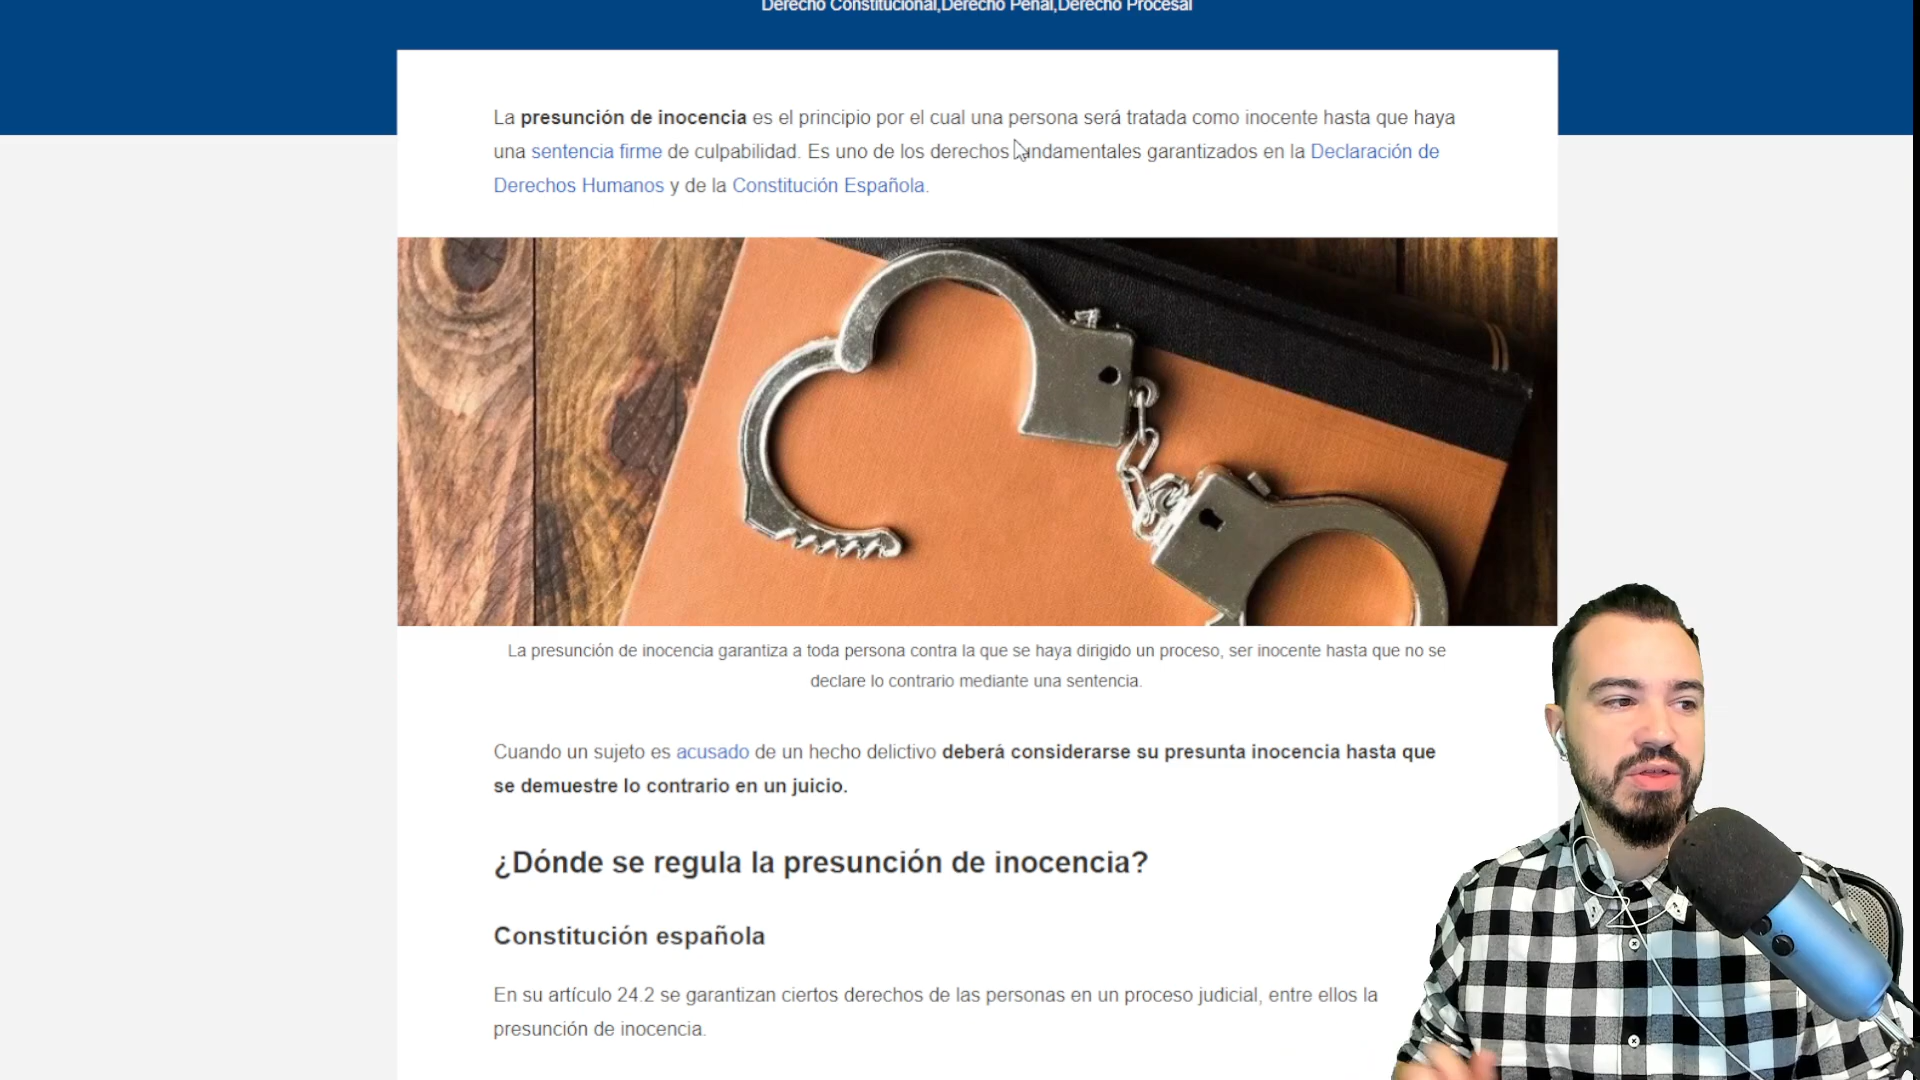 Derecho Constitucional,Derecho Penal,Derecho Procesal
La presunción de inocencia es el principio por el cual una persona será tratada como inocente hasta que haya
una sentencia firme de culpabilidad. Es uno de los derechos fundamentales garantizados en la Declaración de
Derechos Humanos y de la Constitución Española.
La presunción de inocencia garantiza a toda persona contra la que se haya dirigido un proceso, ser inocente hasta que no se
declare lo contrario mediante una sentencia.
Cuando un sujeto es acusado de un hecho delictivo deberá considerarse su presunta inocencia hasta que
se demuestre lo contrario en un juicio.
¿Dónde se regula la presunción de inocencia?
Constitución española
En su artículo 24.2 se garantizan ciertos derechos de las personas en un proceso judicial, entre ellos la
presunción de inocencia.